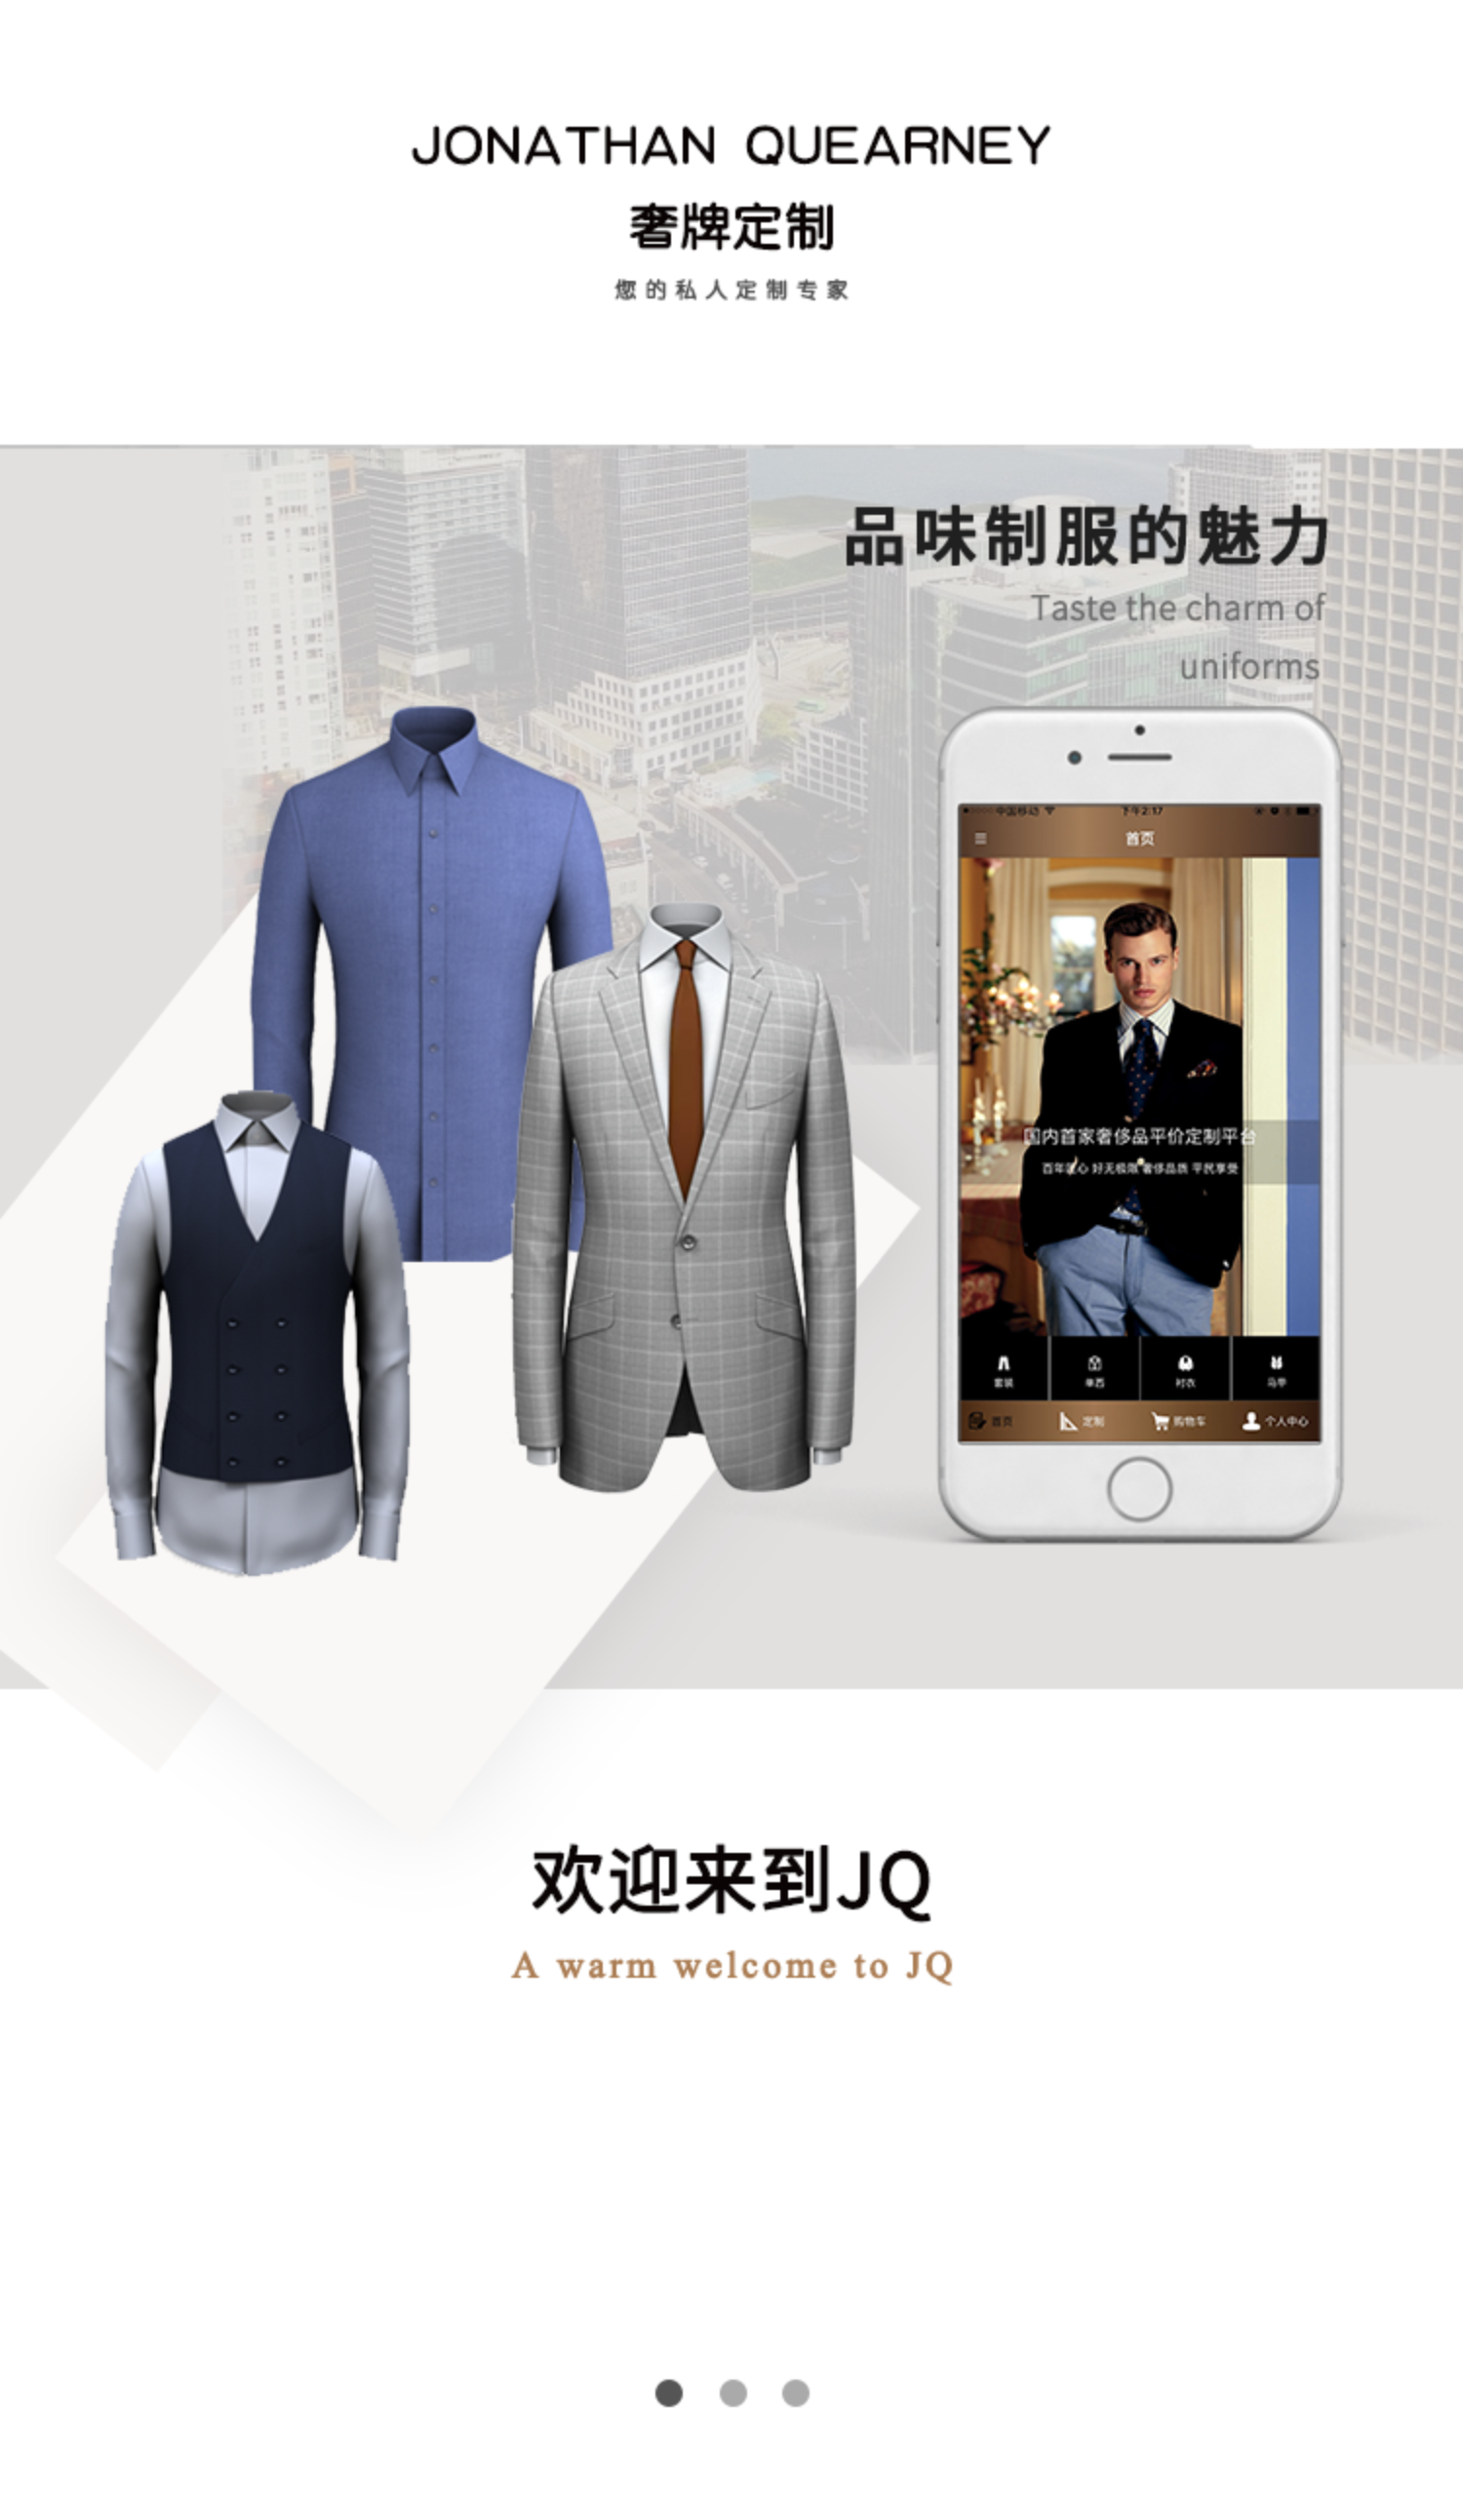 JONATHAN QUEARNEY
奢牌定制
您的私人定制专家
品味制服的魅力
Taste the charm of
uniforms
中国移动 下午2:17
首页
国内首家奢侈品平价定制平台
百年匠心 好无极限 奢侈品质 平民享受
套装 单西 衬衣 马甲
首页 定制 购物车 个人中心
欢迎来到JQ
A warm welcome to JQ